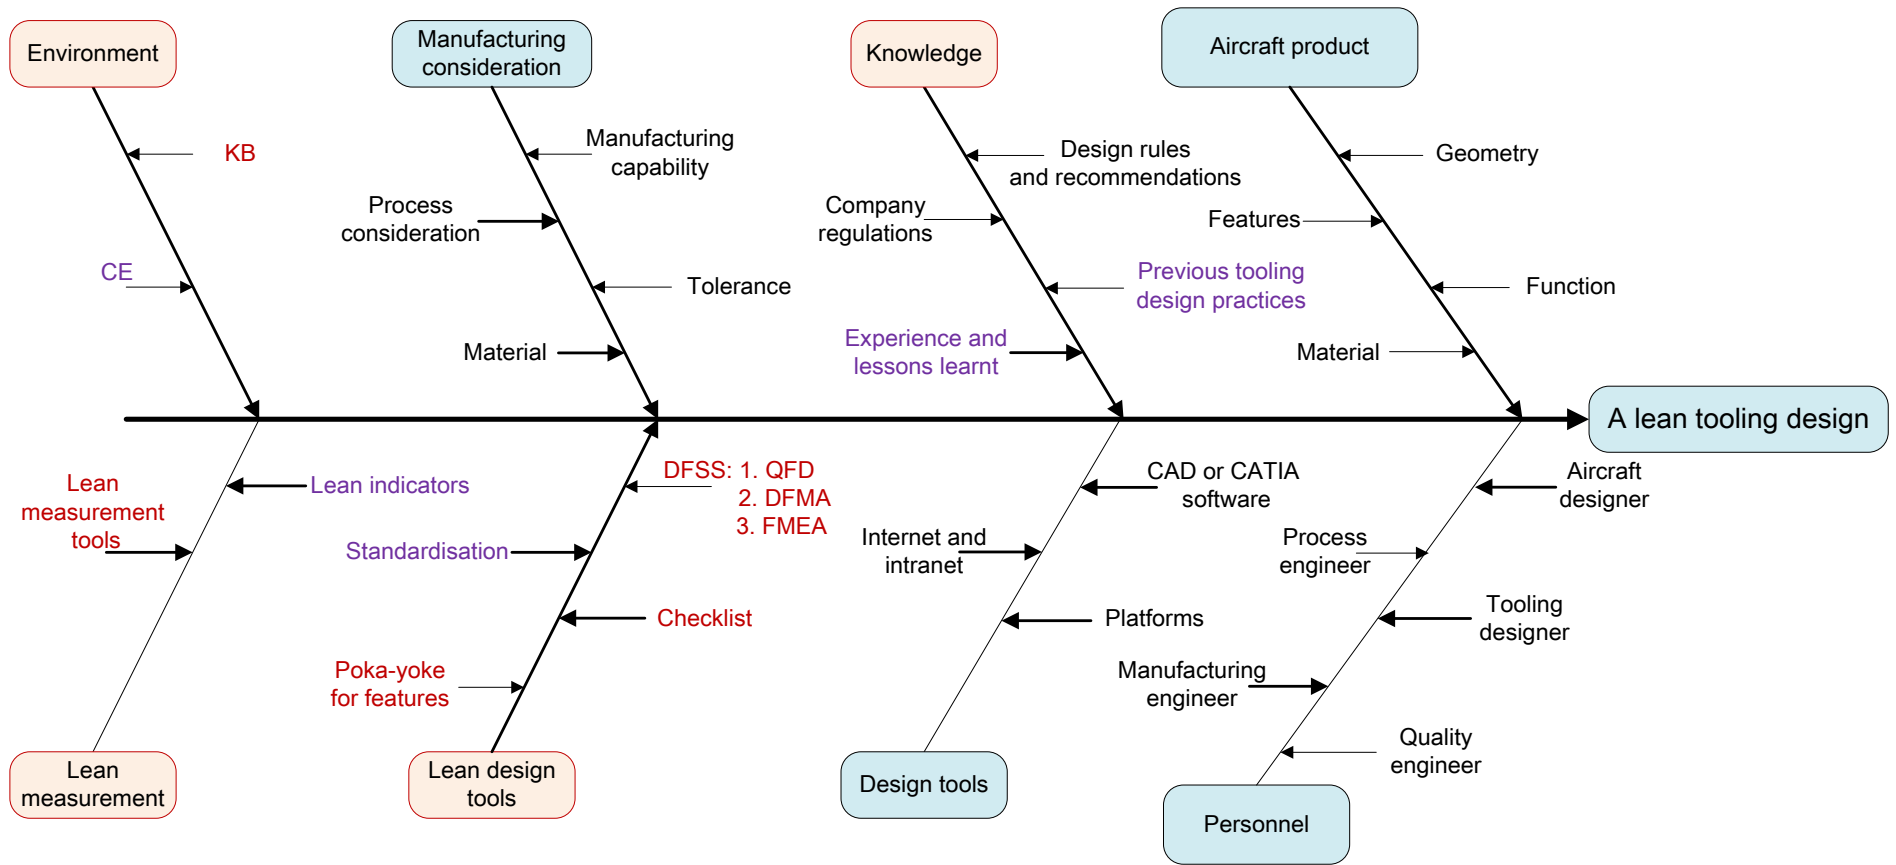 Environment
Manufacturing
consideration
Knowledge
Aircraft product
KB
Manufacturing
capability
Design rules
and recommendations
Geometry
Process
consideration
Company
regulations
Features
CE
Tolerance
Previous tooling
design practices
Function
Material
Experience and
lessons learnt
Material
A lean tooling design
Lean
measurement
tools
Lean indicators
DFSS: 1. QFD
2. DFMA
3. FMEA
CAD or CATIA
software
Aircraft
designer
Standardisation
Internet and
intranet
Process
engineer
Checklist
Platforms
Tooling
designer
Poka-yoke
for features
Manufacturing
engineer
Quality
engineer
Lean
measurement
Lean design
tools
Design tools
Personnel